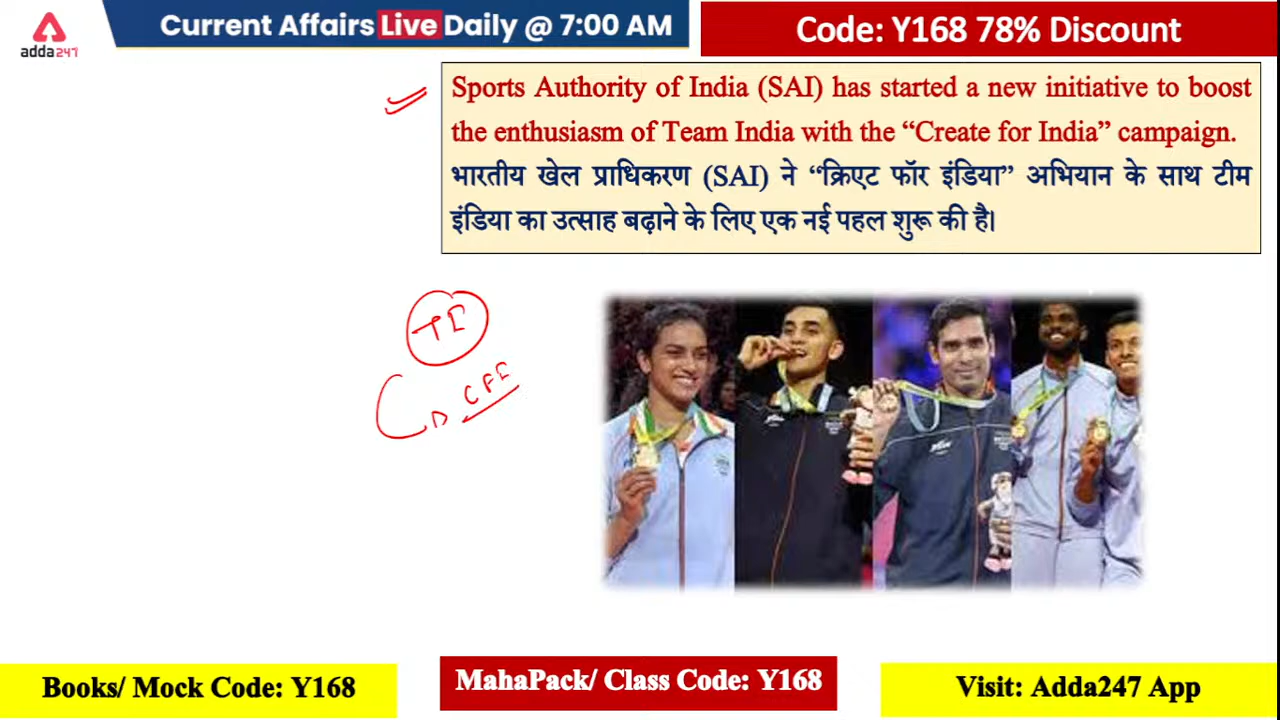 adda247
Current Affairs Live Daily @ 7:00 AM
Code: Y168 78% Discount
Sports Authority of India (SAI) has started a new initiative to boost
the enthusiasm of Team India with the “Create for India” campaign.
भारतीय खेल प्राधिकरण (SAI) ने “क्रिएट फॉर इंडिया” अभियान के साथ टीम
इंडिया का उत्साह बढ़ाने के लिए एक नई पहल शुरू की है।
Books/ Mock Code: Y168
MahaPack/ Class Code: Y168
Visit: Adda247 App